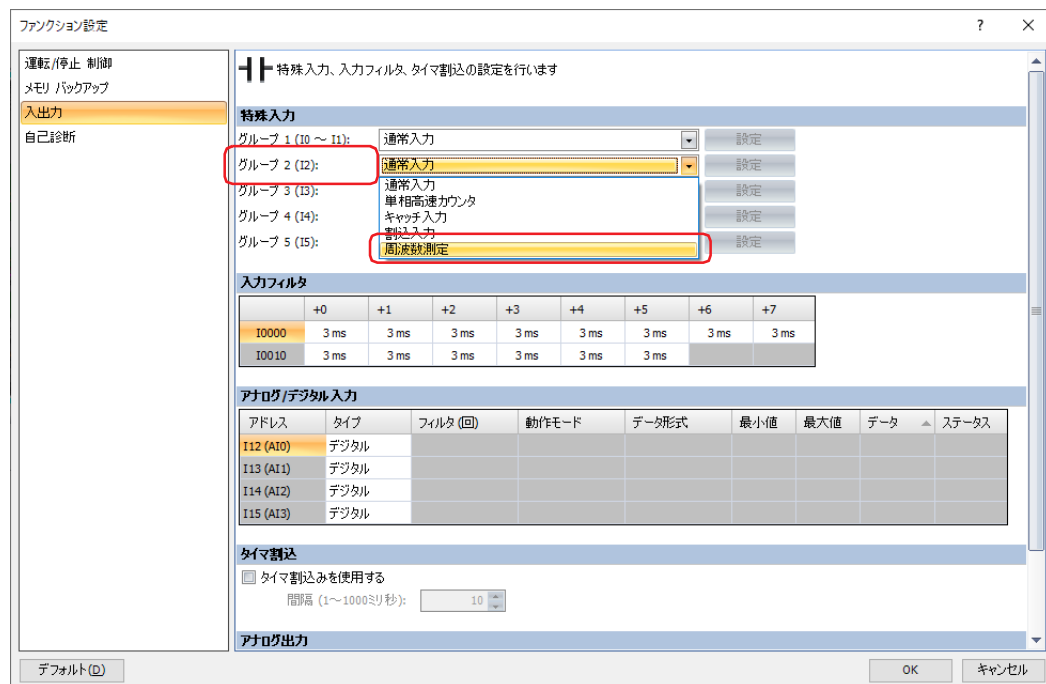 ファンクション設定 ? ×
運転/停止 制御
メモリ バックアップ
入出力
自己診断
特殊入力、入力フィルタ、タイマ割込の設定を行います
特殊入力
グループ 1 (I0 ～ I1): 通常入力 設定
グループ 2 (I2): 通常入力 設定
グループ 3 (I3): 設定
グループ 4 (I4): 設定
グループ 5 (I5): 設定
通常入力
単相高速カウンタ
キャッチ入力
割込入力
周波数測定
入力フィルタ
+0 +1 +2 +3 +4 +5 +6 +7
I0000 3 ms 3 ms 3 ms 3 ms 3 ms 3 ms 3 ms 3 ms
I0010 3 ms 3 ms 3 ms 3 ms 3 ms 3 ms
アナログ/デジタル入力
アドレス タイプ フィルタ (回) 動作モード データ形式 最小値 最大値 データ ステータス
I12 (AI0) デジタル
I13 (AI1) デジタル
I14 (AI2) デジタル
I15 (AI3) デジタル
タイマ割込
タイマ割込みを使用する
間隔 (1～1000ミリ秒): 10
アナログ出力
デフォルト(D) OK キャンセル